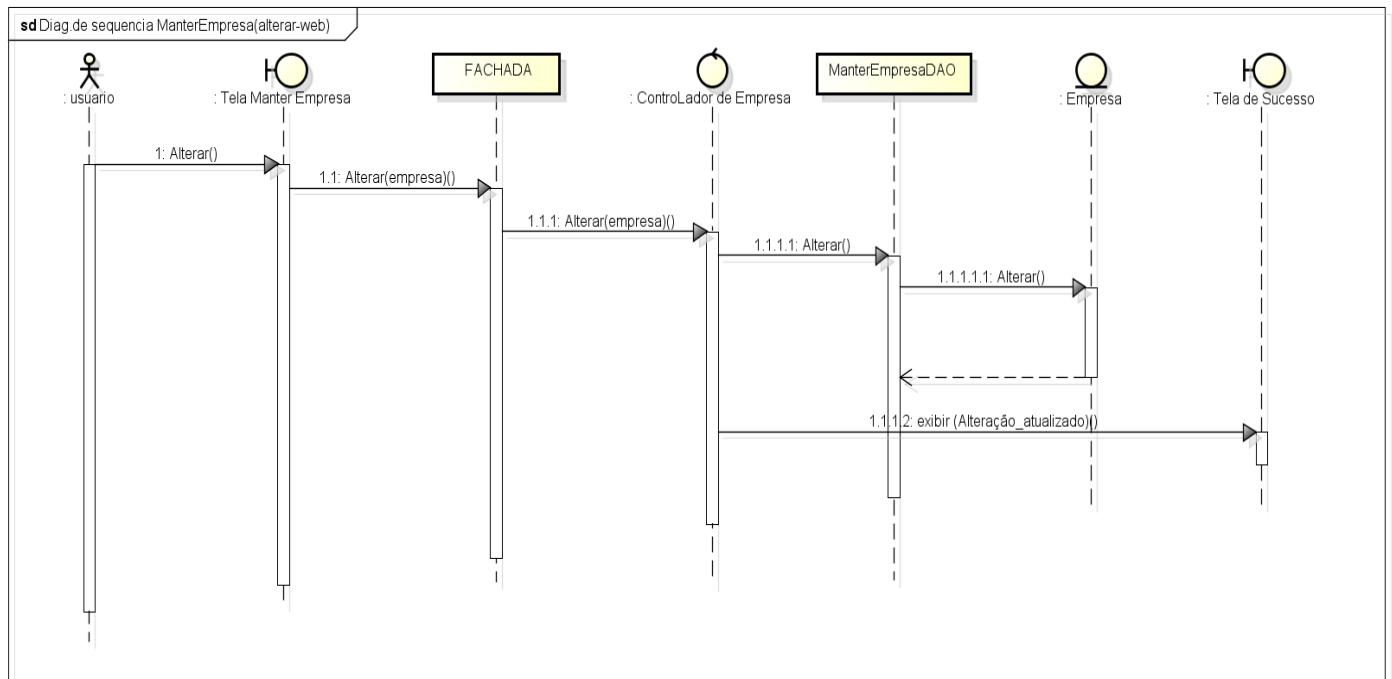 sd Diag.de sequencia ManterEmpresa(alterar-web)
: usuario
: Tela Manter Empresa
FACHADA
: ControLador de Empresa
ManterEmpresaDAO
: Empresa
: Tela de Sucesso
1: Alterar()
1.1: Alterar(empresa)()
1.1.1: Alterar(empresa)()
1.1.1.1: Alterar()
1.1.1.1.1: Alterar()
1.1.1.2: exibir (Alteração_atualizado)()